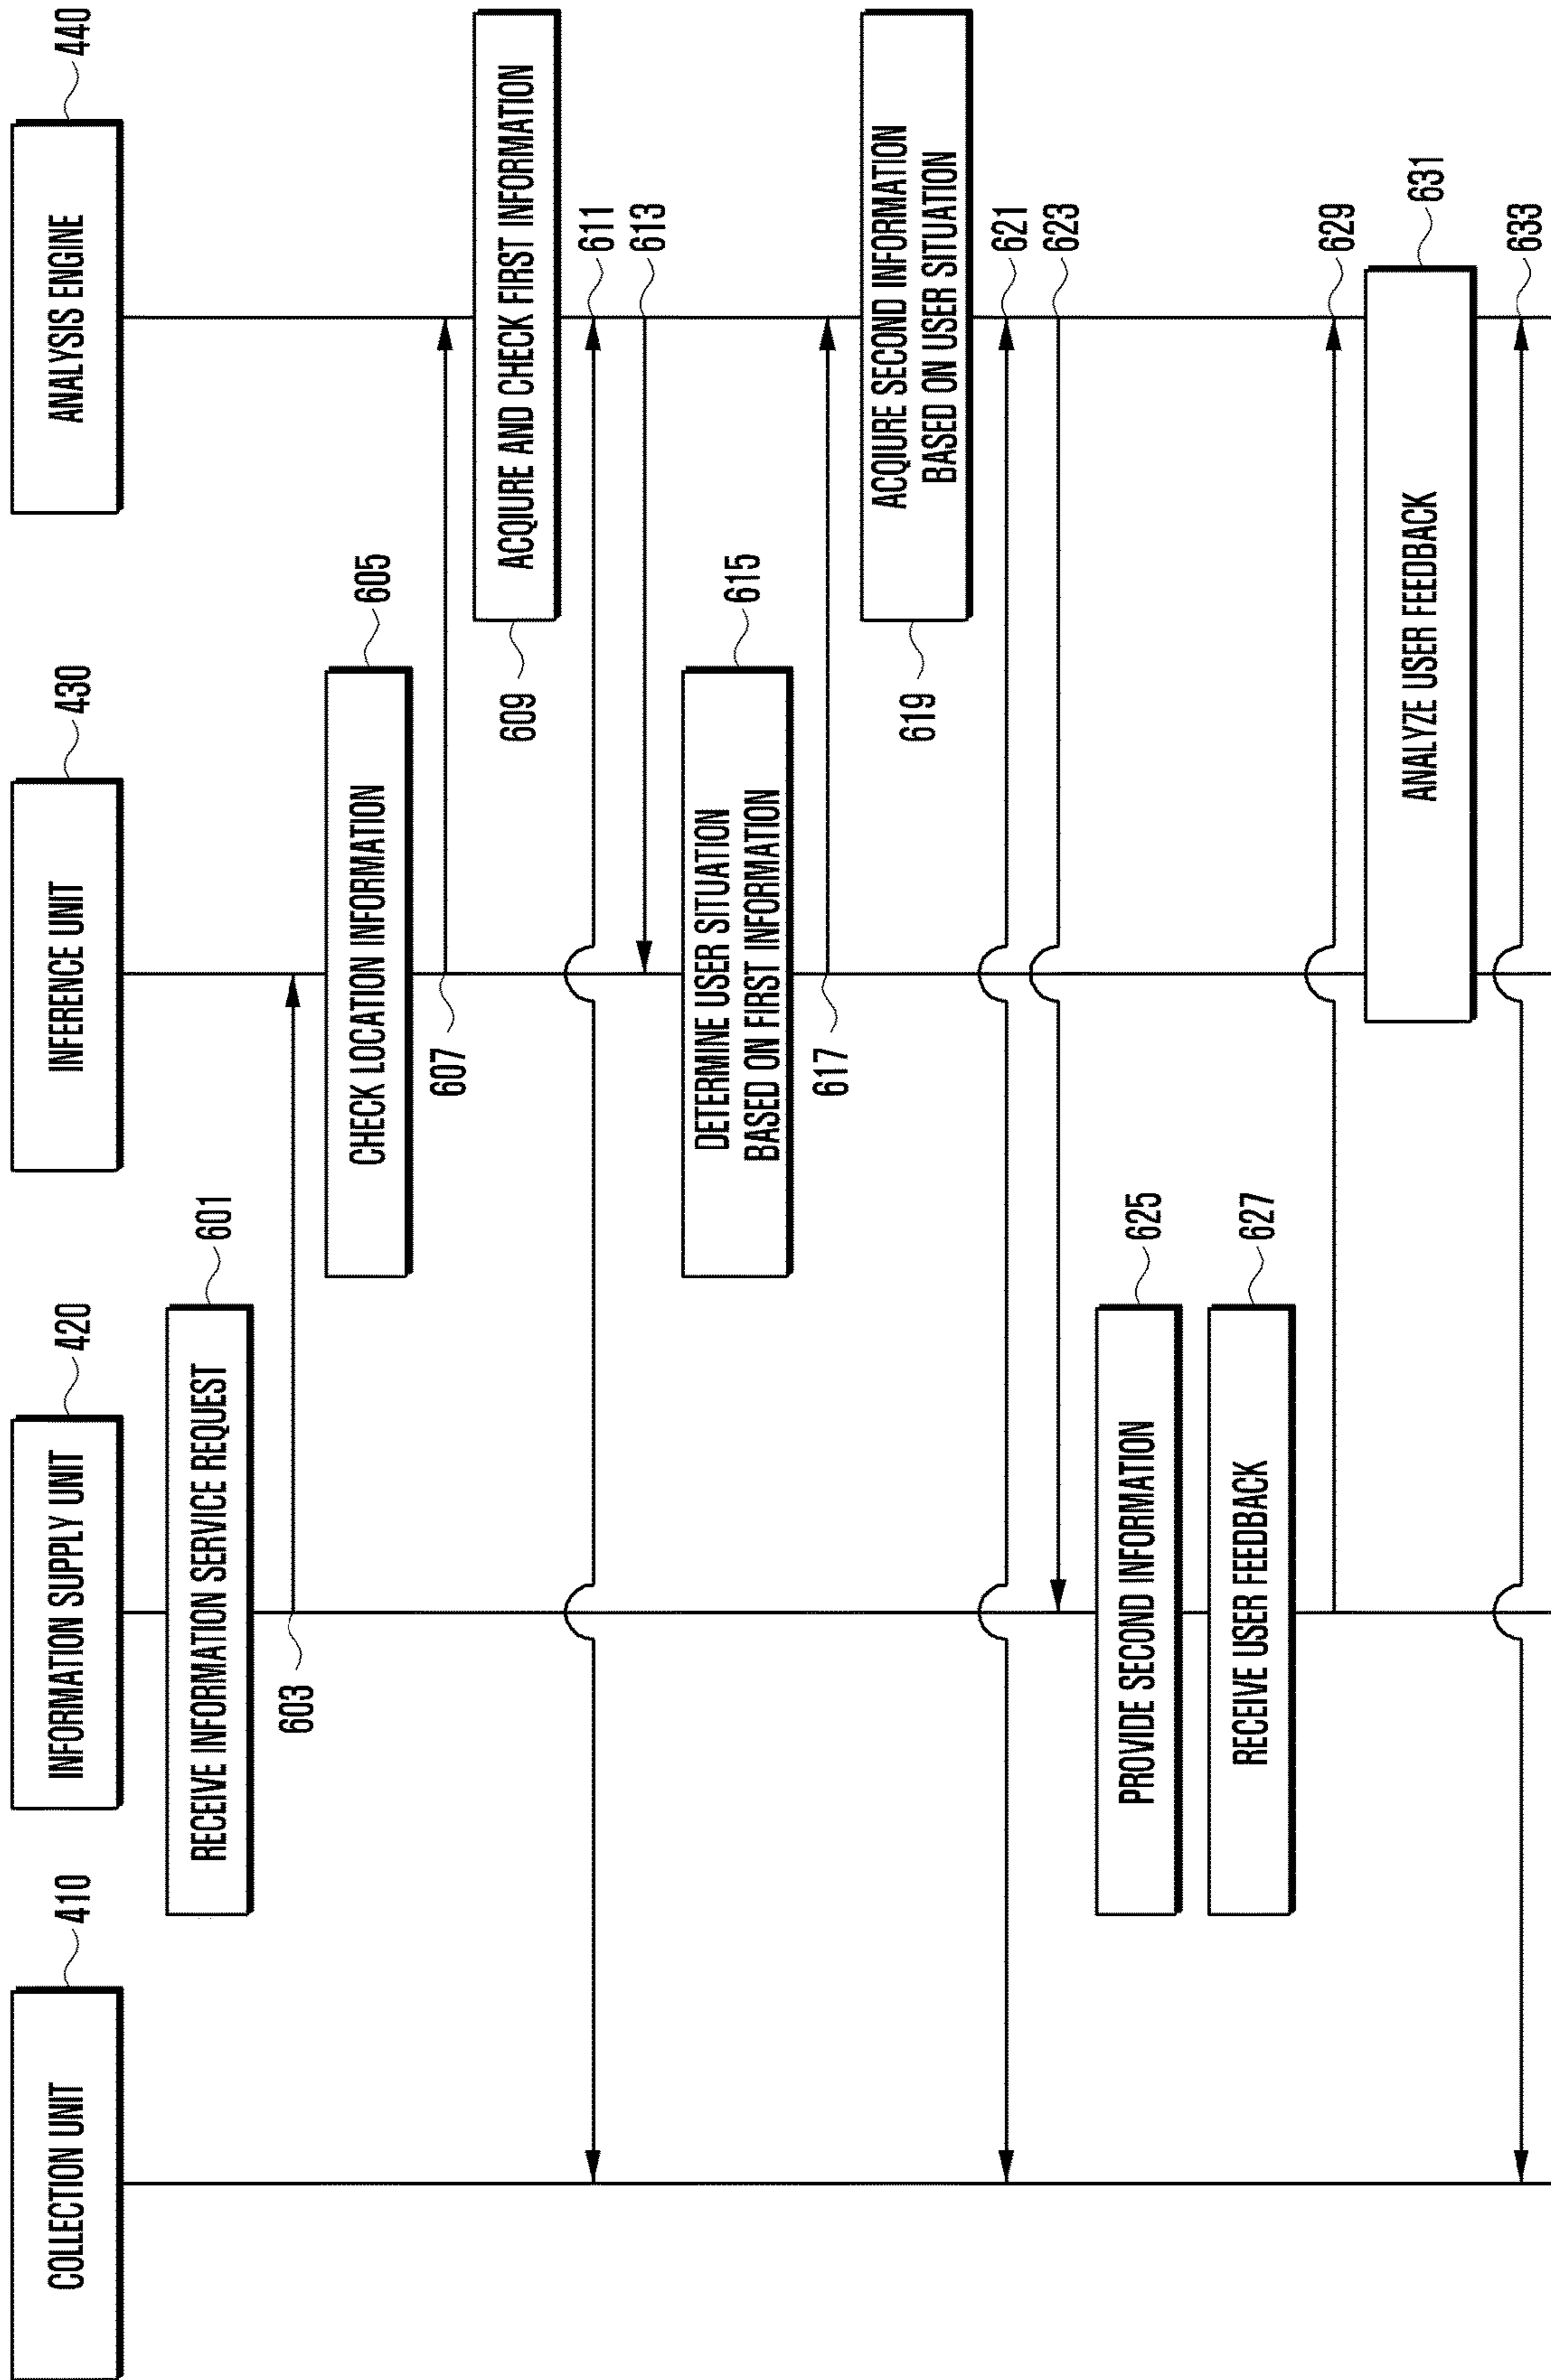 COLLECTION UNIT
410
INFORMATION SUPPLY UNIT
420
INFERENCE UNIT
430
ANALYSIS ENGINE
440
RECEIVE INFORMATION SERVICE REQUEST
601
603
CHECK LOCATION INFORMATION
605
607
ACQIURE AND CHECK FIRST INFORMATION
609
611
613
DETERMINE USER SITUATION
BASED ON FIRST INFORMATION
615
617
ACQIURE SECOND INFORMATION
BASED ON USER SITUATION
619
621
623
PROVIDE SECOND INFORMATION
625
RECEIVE USER FEEDBACK
627
629
ANALYZE USER FEEDBACK
631
633